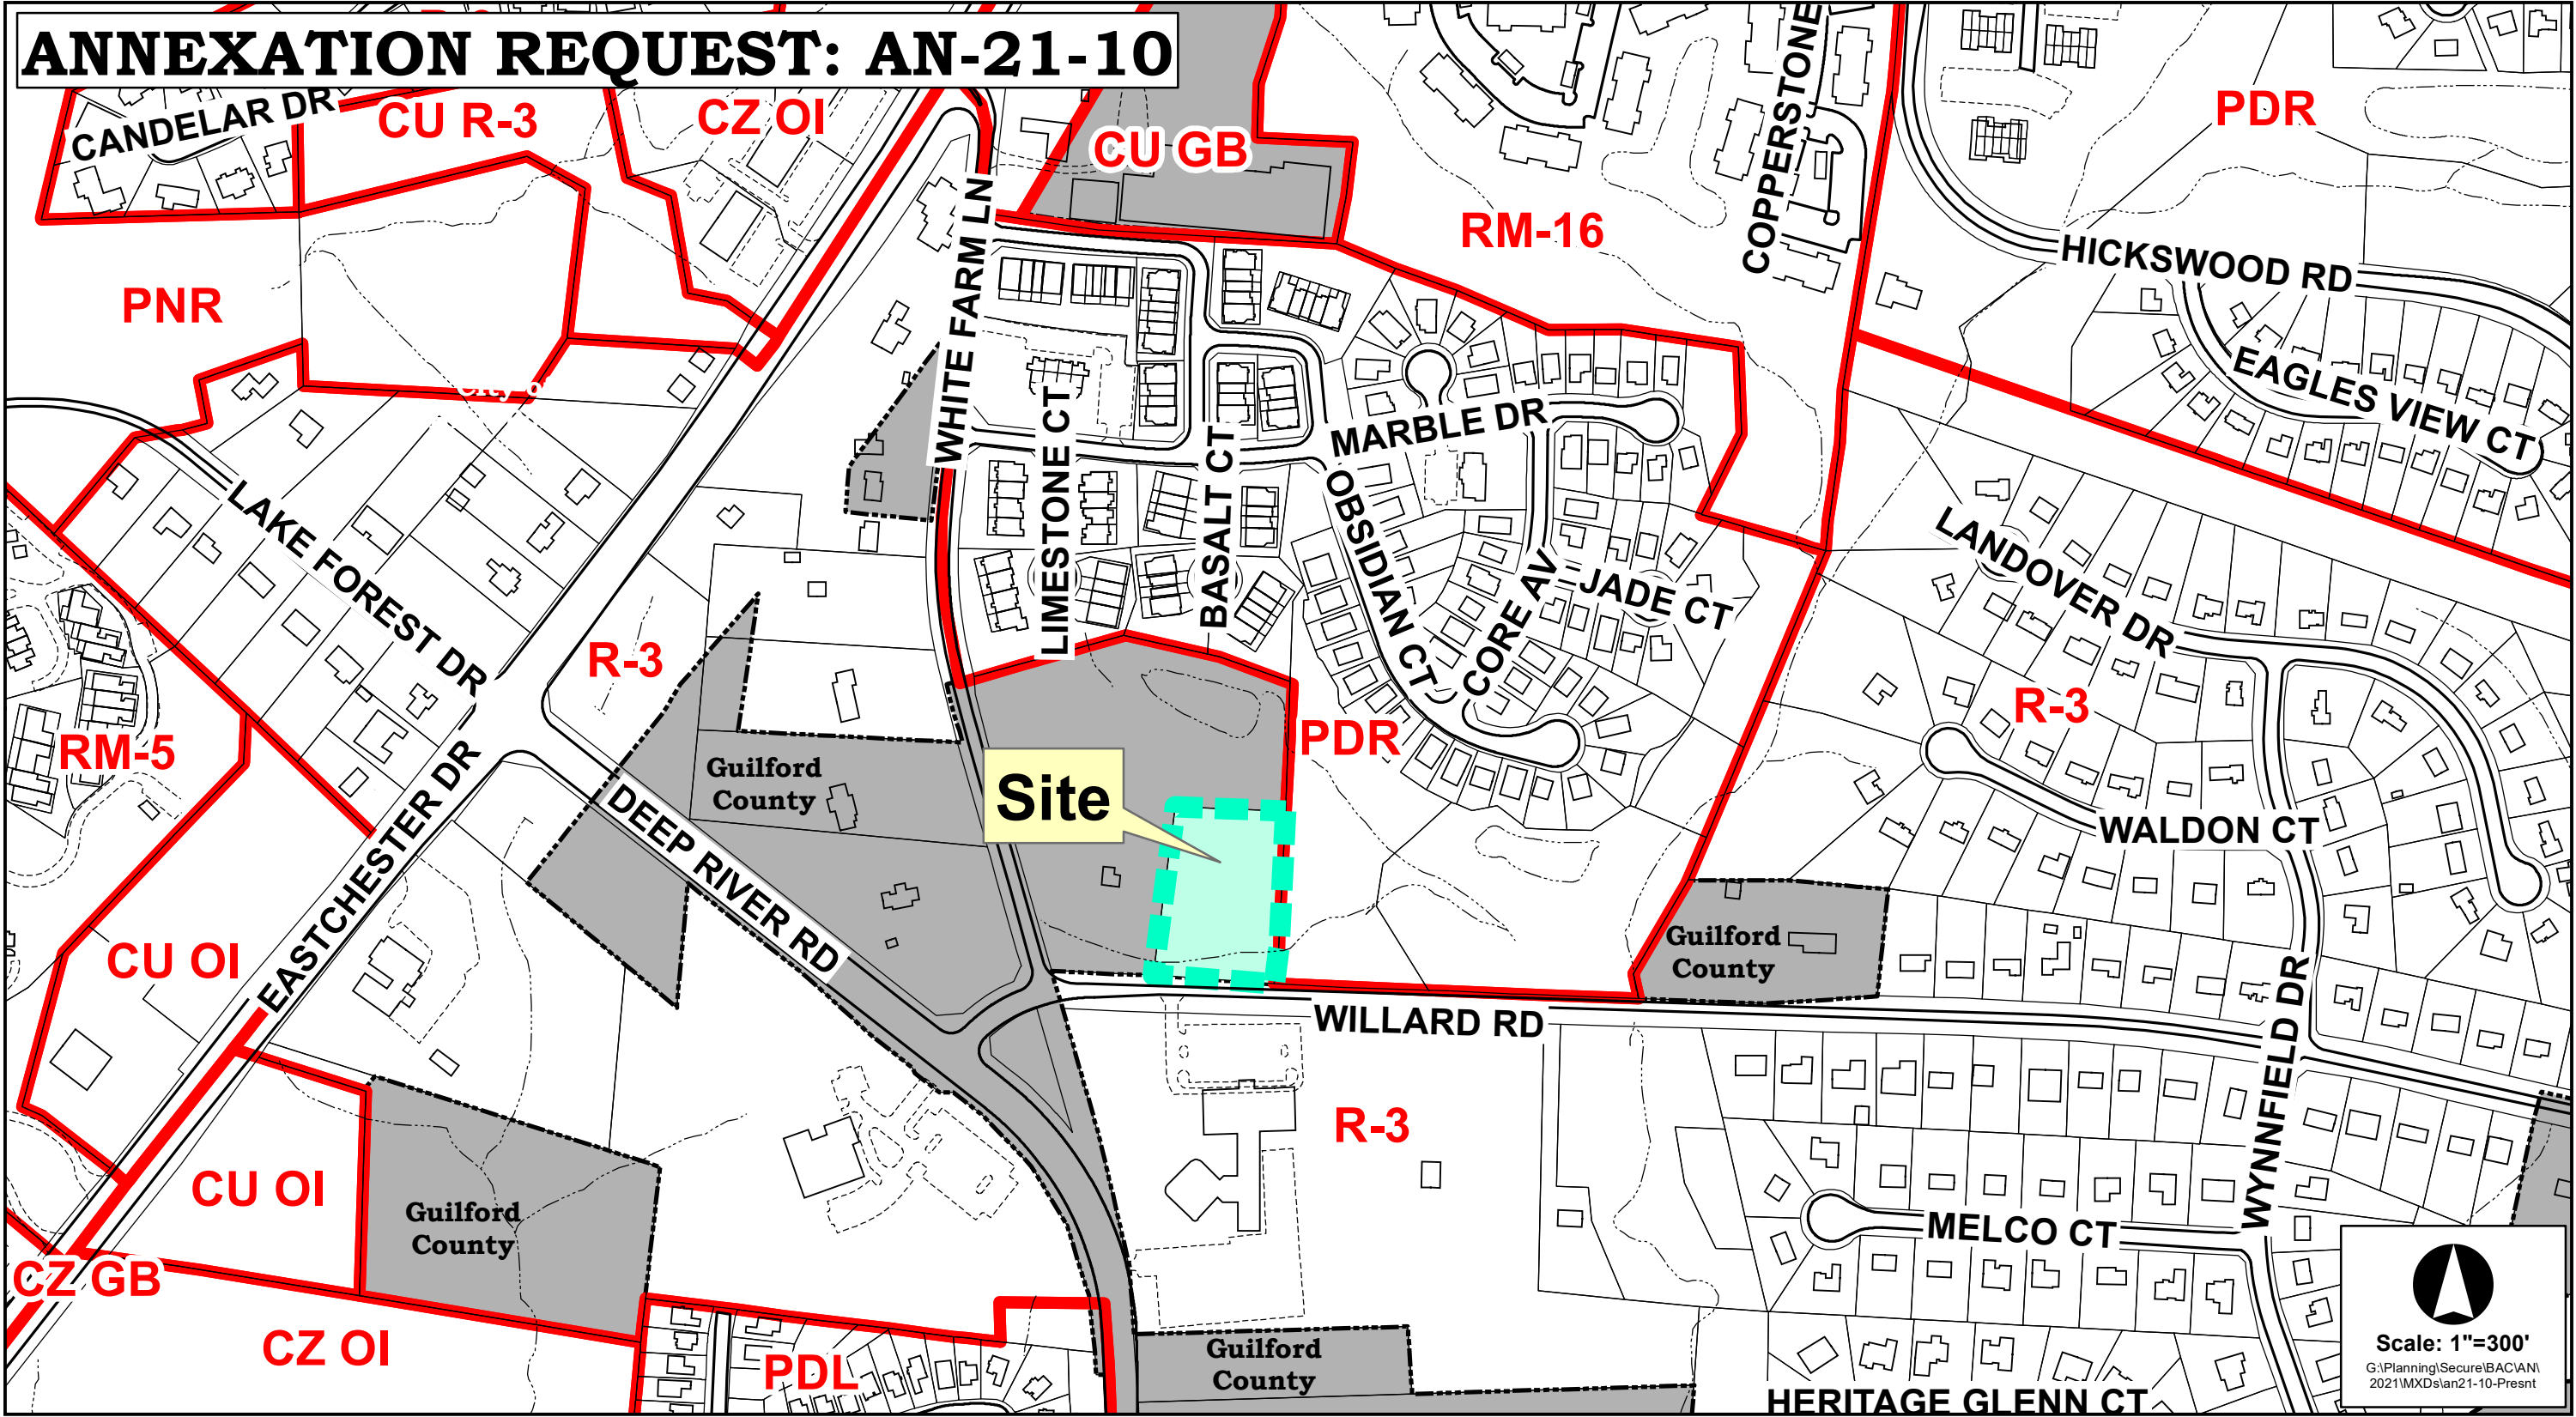 ANNEXATION REQUEST: AN-21-10
CANDELAR DR
CU R-3
CZ OI
CU GB
COPPERSTONE
PDR
WHITE FARM LN
RM-16
HICKSWOOD RD
PNR
EAGLES VIEW CT
LIMESTONE CT
BASALT CT
MARBLE DR
OBSIDIAN CT
CORE AV
JADE CT
LANDOVER DR
LAKE FOREST DR
R-3
R-3
RM-5
PDR
Guilford
County
Site
DEEP RIVER RD
WALDON CT
EASTCHESTER DR
CU OI
Guilford
County
WILLARD RD
WYNNFIELD DR
R-3
CU OI
Guilford
County
MELCO CT
CZ GB
CZ OI
PDL
Guilford
County
HERITAGE GLENN CT
Scale: 1"=300'
G:\Planning\Secure\BAC\AN\
2021\MXDs\an21-10-Presnt